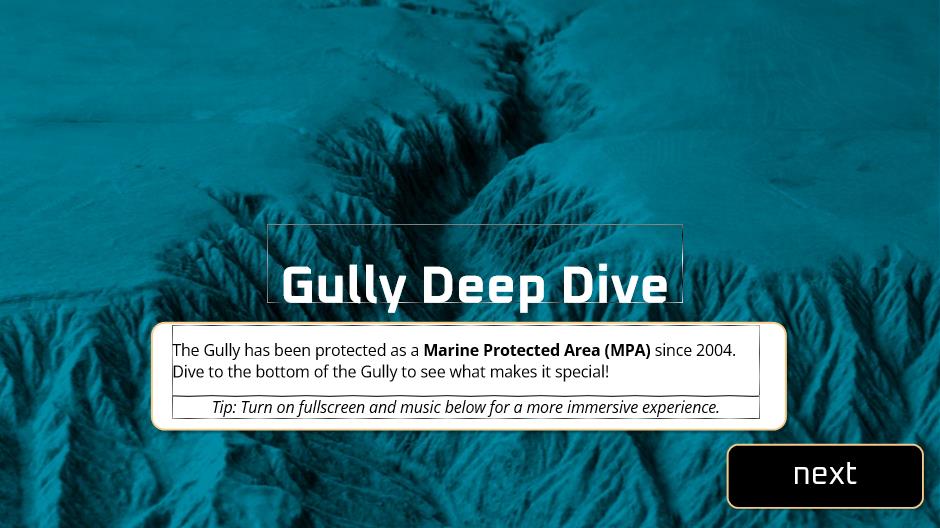 Gully Deep Dive
The Gully has been protected as a Marine Protected Area (MPA) since 2004.
Dive to the bottom of the Gully to see what makes it special!
Tip: Turn on fullscreen and music below for a more immersive experience.
next